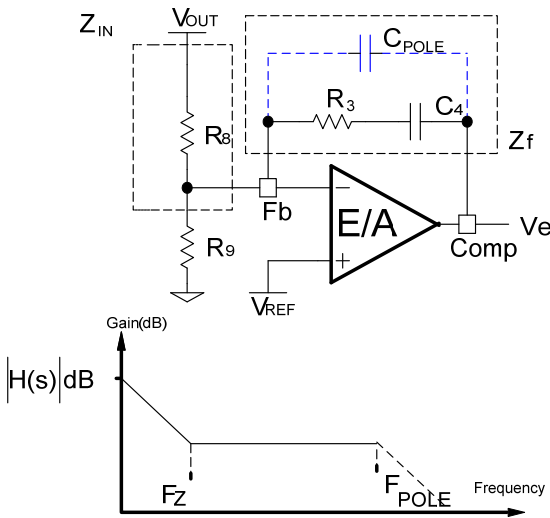 ZIN
VOUT
CPOLE
R3
C4
R8
Zf
Fb
−
E/A
Ve
R9
+
Comp
VREF
Gain(dB)
|H(s)|dB
FZ
FPOLE
Frequency